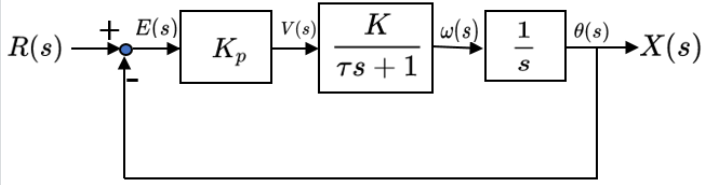 R(s) + E(s) K_p V(s) K/(τs + 1) ω(s) 1/s θ(s) X(s)
-